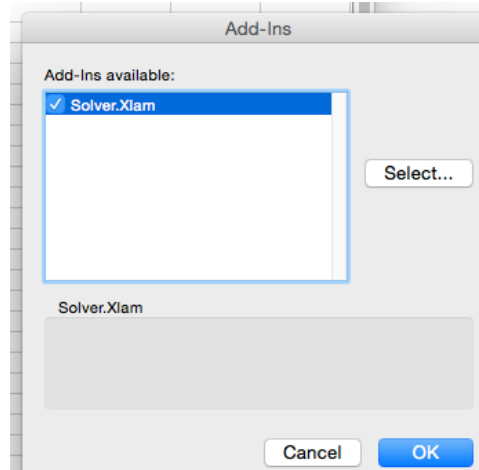 Add-Ins
Add-Ins available:
Solver.Xlam
Select...
Solver.Xlam
Cancel
OK